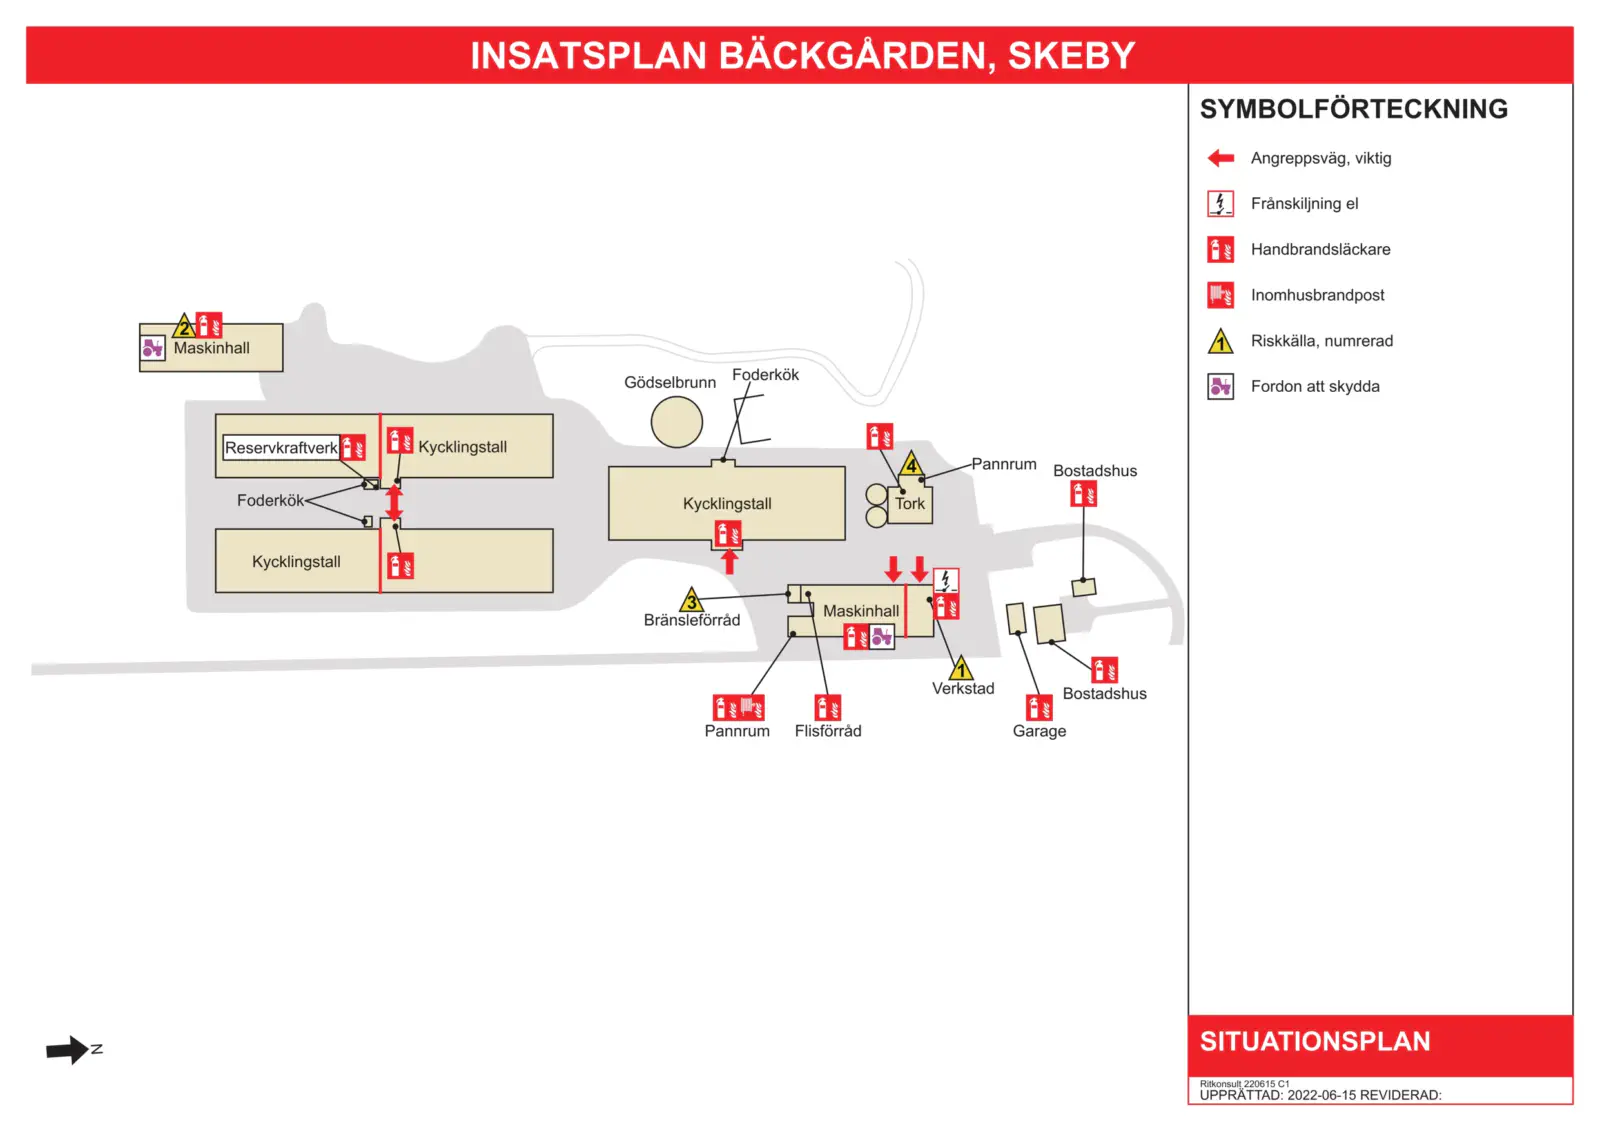 INSATSPLAN BÄCKGÅRDEN, SKEBY
SYMBOLFÖRTECKNING
Angreppsväg, viktig
Frånskiljning el
Handbrandsläckare
Inomhusbrandpost
1
Riskkälla, numrerad
Fordon att skydda
2
Maskinhall
Gödselbrunn
Foderkök
Reservkraftverk
Kycklingstall
Foderkök
Kycklingstall
Kycklingstall
4
Pannrum
Tork
Bostadshus
3
Bränsleförråd
Maskinhall
1
Verkstad
Bostadshus
Pannrum
Flisförråd
Garage
N
SITUATIONSPLAN
Ritkonsult 220615 C1
UPPRÄTTAD: 2022-06-15 REVIDERAD: